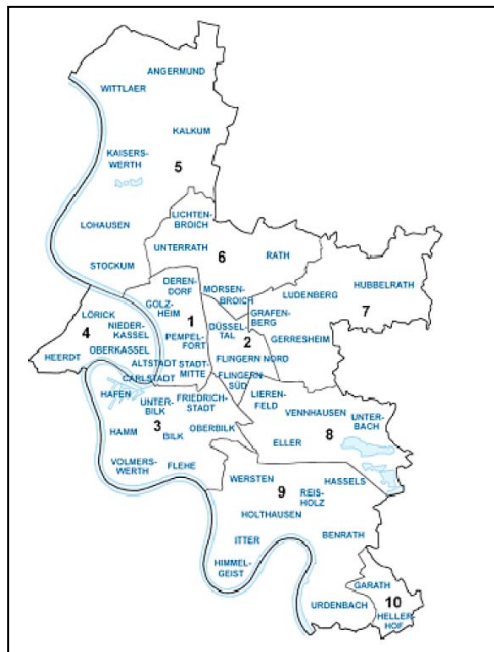 ANGERMUND
WITTLAER
KALKUM
KAISERS-
WERTH
5
LICHTEN-
BROICH
LOHAUSEN
UNTERRATH
6
RATH
STOCKUM
DEREN-
DORF
MORSEN-
BROICH
LUDENBERG
HUBBELRATH
7
GOLZ-
HEIM
GRAFEN-
BERG
LÖRICK
4
NIEDER-
KASSEL
1
DÜSSEL-
TAL
2
GERRESHEIM
PEMPEL-
FORT
OBERKASSEL
HEERDT
ALTSTADT
STADT-
MITTE
FLINGERN NORD
CARLSTADT
FLINGERN
SÜD
HAFEN
UNTER-
BILK
FRIEDRICH-
STADT
LIEREN-
FELD
VENNHAUSEN
UNTER-
BACH
3
HAMM
BILK
OBERBILK
8
ELLER
VOLMERS-
WERTH
FLEHE
WERSTEN
9
HASSELS
REIS-
HOLZ
HOLTHAUSEN
BENRATH
ITTER
HIMMEL-
GEIST
GARATH
URDENBACH
10
HELLER-
HOF